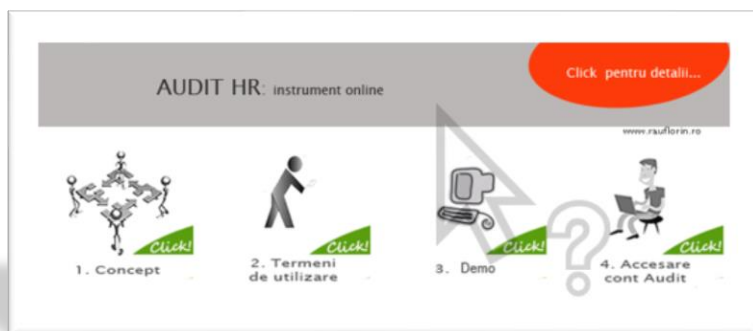 AUDIT HR: instrument online
Click pentru detalii...
www.rauflorin.ro
Click!
1. Concept
Click!
2. Termeni
de utilizare
Click!
3. Demo
Click!
4. Accesare
cont Audit
?